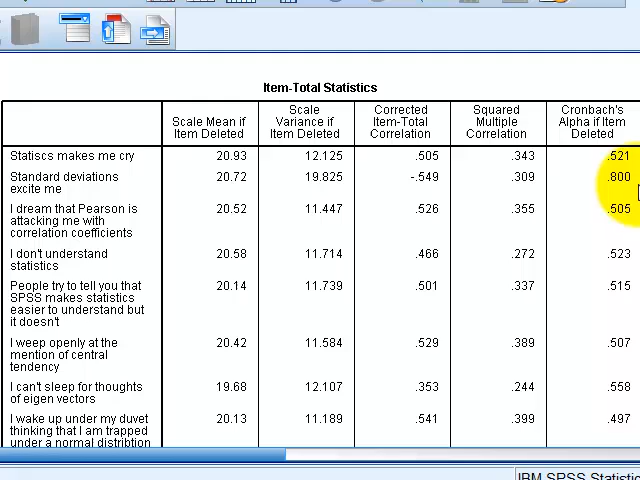 Item-Total Statistics
Scale Mean if Item Deleted | Scale Variance if Item Deleted | Corrected Item-Total Correlation | Squared Multiple Correlation | Cronbach's Alpha if Item Deleted
Statiscs makes me cry 20.93 12.125 .505 .343 .521
Standard deviations 20.72 19.825 -.549 .309 .800
excite me
I dream that Pearson is 20.52 11.447 .526 .355 .505
attacking me with
correlation coefficients
I don't understand 20.58 11.714 .466 .272 .523
statistics
People try to tell you that 20.14 11.739 .501 .337 .515
SPSS makes statistics
easier to understand but
it doesn't
I weep openly at the 20.42 11.584 .529 .389 .507
mention of central
tendency
I can't sleep for thoughts 19.68 12.107 .353 .244 .558
of eigen vectors
I wake up under my duvet 20.13 11.189 .541 .399 .497
thinking that I am trapped
under a normal distribtion
IBM SPSS Statistic